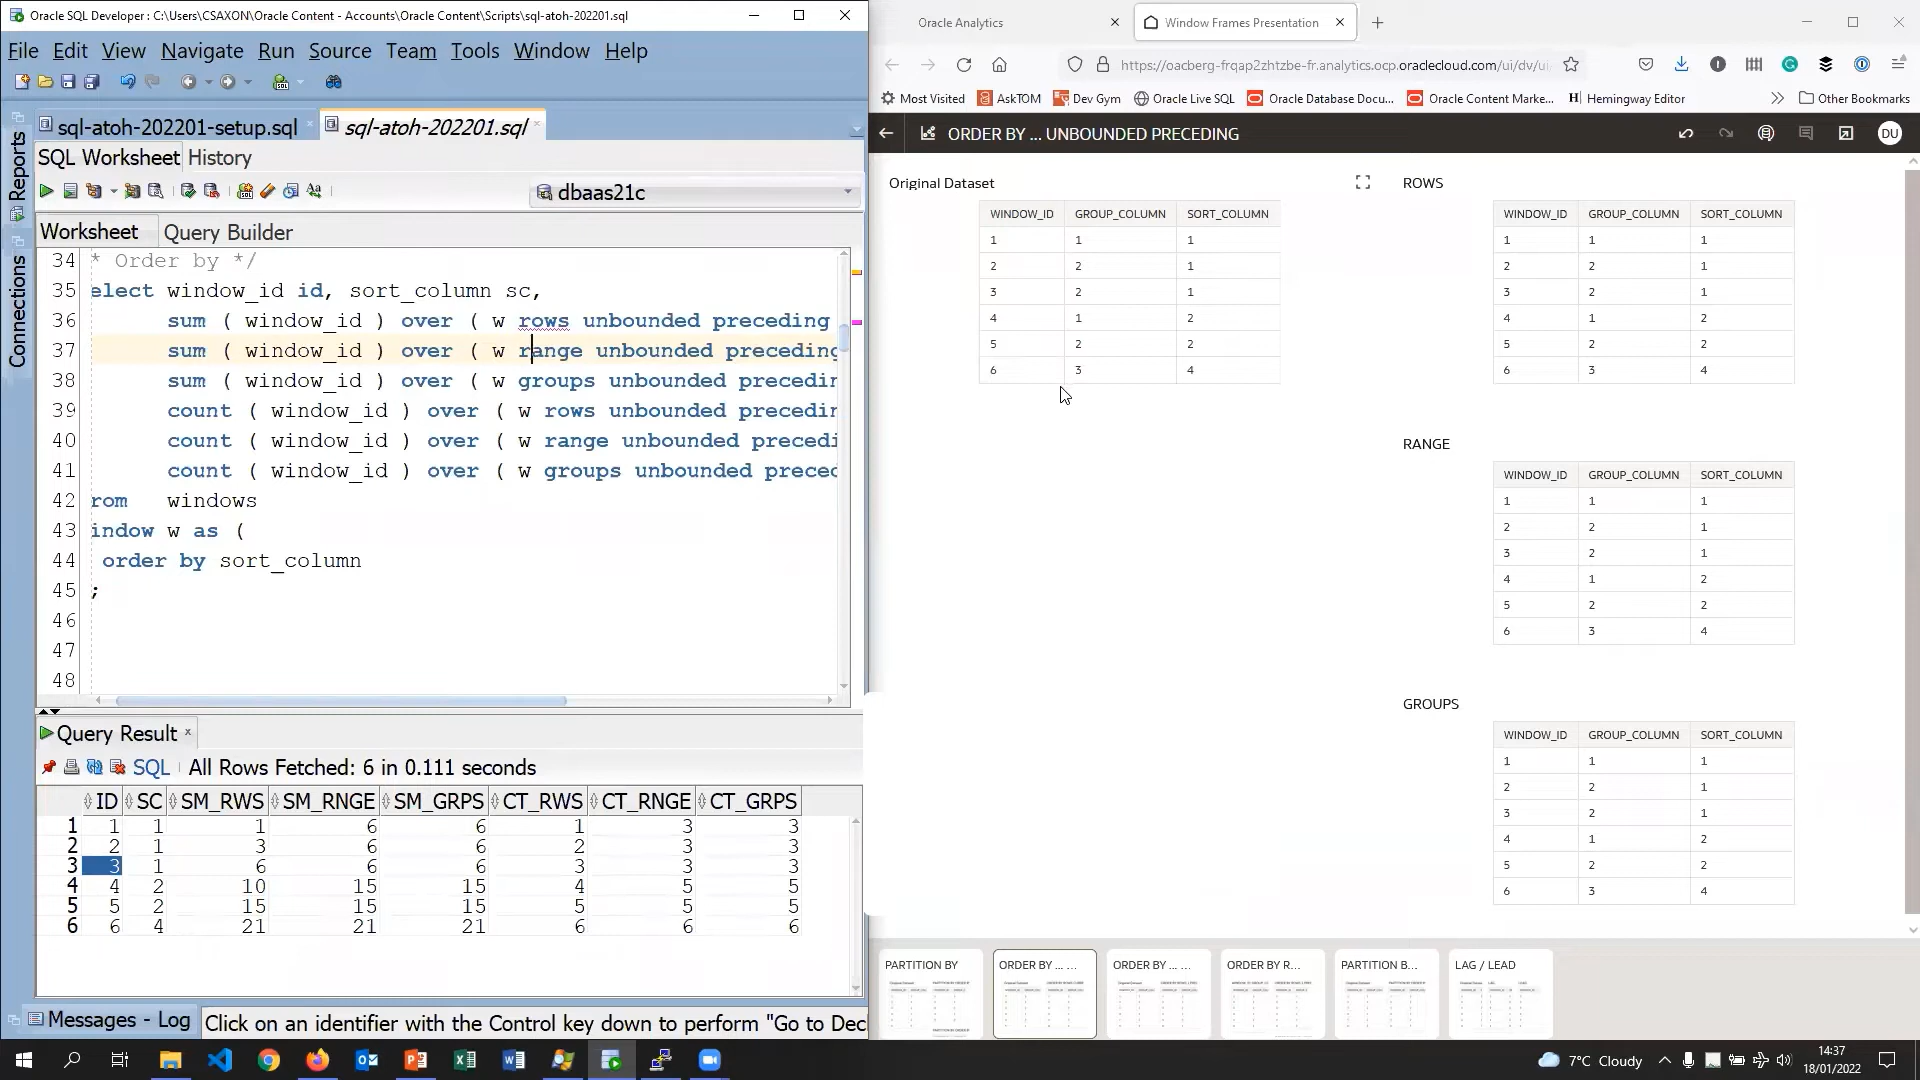 Oracle SQL Developer : C:\Users\CSAXON\Oracle Content - Accounts\Oracle Content\Scripts\sql-atoh-202201.sql
File Edit View Navigate Run Source Team Tools Window Help
sql-atoh-202201-setup.sql
sql-atoh-202201.sql
Reports
Connections
SQL Worksheet History
dbaas21c
Worksheet Query Builder
34 * Order by */
35 elect window_id id, sort_column sc,
36 sum ( window_id ) over ( w rows unbounded preceding
37 sum ( window_id ) over ( w range unbounded preceding
38 sum ( window_id ) over ( w groups unbounded precedin
39 count ( window_id ) over ( w rows unbounded precedin
40 count ( window_id ) over ( w range unbounded precedi
41 count ( window_id ) over ( w groups unbounded preced
42 rom windows
43 indow w as (
44 order by sort_column
45 ;
46
47
48
Query Result
SQL All Rows Fetched: 6 in 0.111 seconds
ID SC SM_RWS SM_RNGE SM_GRPS CT_RWS CT_RNGE CT_GRPS
1 1 1 1 6 6 1 3 3
2 2 1 3 6 6 2 3 3
3 3 1 6 6 6 3 3 3
4 4 2 10 15 15 4 5 5
5 5 2 15 15 15 5 5 5
6 6 4 21 21 21 6 6 6
Messages - Log
Click on an identifier with the Control key down to perform "Go to Dec
Oracle Analytics
Window Frames Presentation
https://oacberg-frqap2zhtzbe-fr.analytics.ocp.oraclecloud.com/ui/dv/ui
Most Visited AskTOM Dev Gym Oracle Live SQL Oracle Database Docu... Oracle Content Marke... Hemingway Editor Other Bookmarks
ORDER BY ... UNBOUNDED PRECEDING
DU
Original Dataset
WINDOW_ID GROUP_COLUMN SORT_COLUMN
1 1 1
2 2 1
3 2 1
4 1 2
5 2 2
6 3 4
ROWS
WINDOW_ID GROUP_COLUMN SORT_COLUMN
1 1 1
2 2 1
3 2 1
4 1 2
5 2 2
6 3 4
RANGE
WINDOW_ID GROUP_COLUMN SORT_COLUMN
1 1 1
2 2 1
3 2 1
4 1 2
5 2 2
6 3 4
GROUPS
WINDOW_ID GROUP_COLUMN SORT_COLUMN
1 1 1
2 2 1
3 2 1
4 1 2
5 2 2
6 3 4
PARTITION BY
ORDER BY ... ...
ORDER BY ... ...
ORDER BY R...
PARTITION B...
LAG / LEAD
7°C Cloudy
14:37
18/01/2022